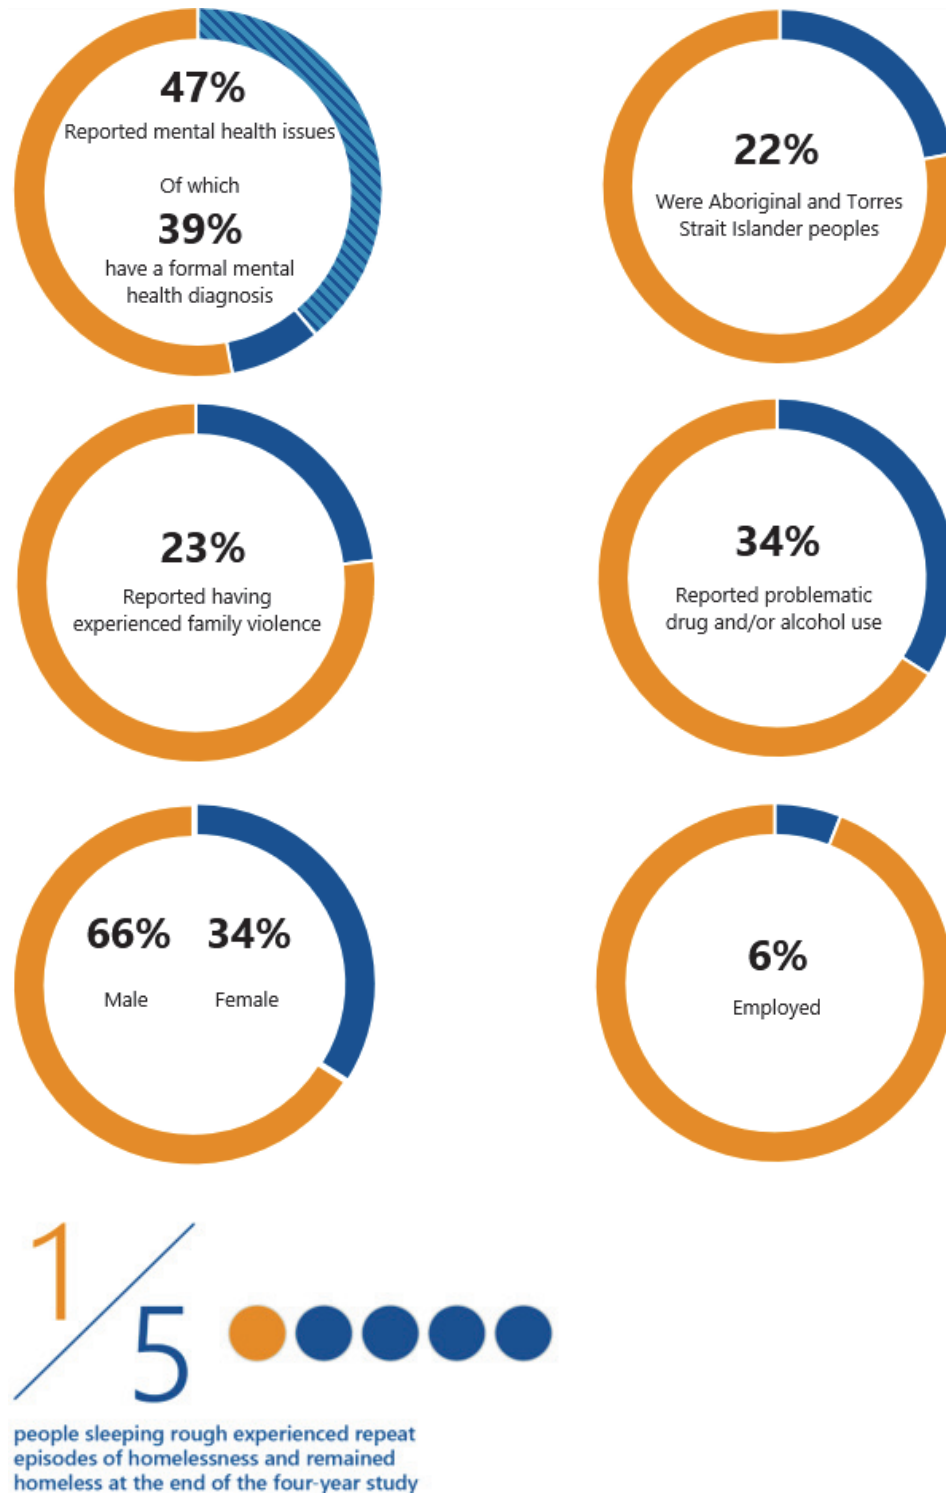 47%
Reported mental health issues
Of which
39%
have a formal mental
health diagnosis
22%
Were Aboriginal and Torres
Strait Islander peoples
23%
Reported having
experienced family violence
34%
Reported problematic
drug and/or alcohol use
66% 34%
Male Female
6%
Employed
1/5
people sleeping rough experienced repeat
episodes of homelessness and remained
homeless at the end of the four-year study